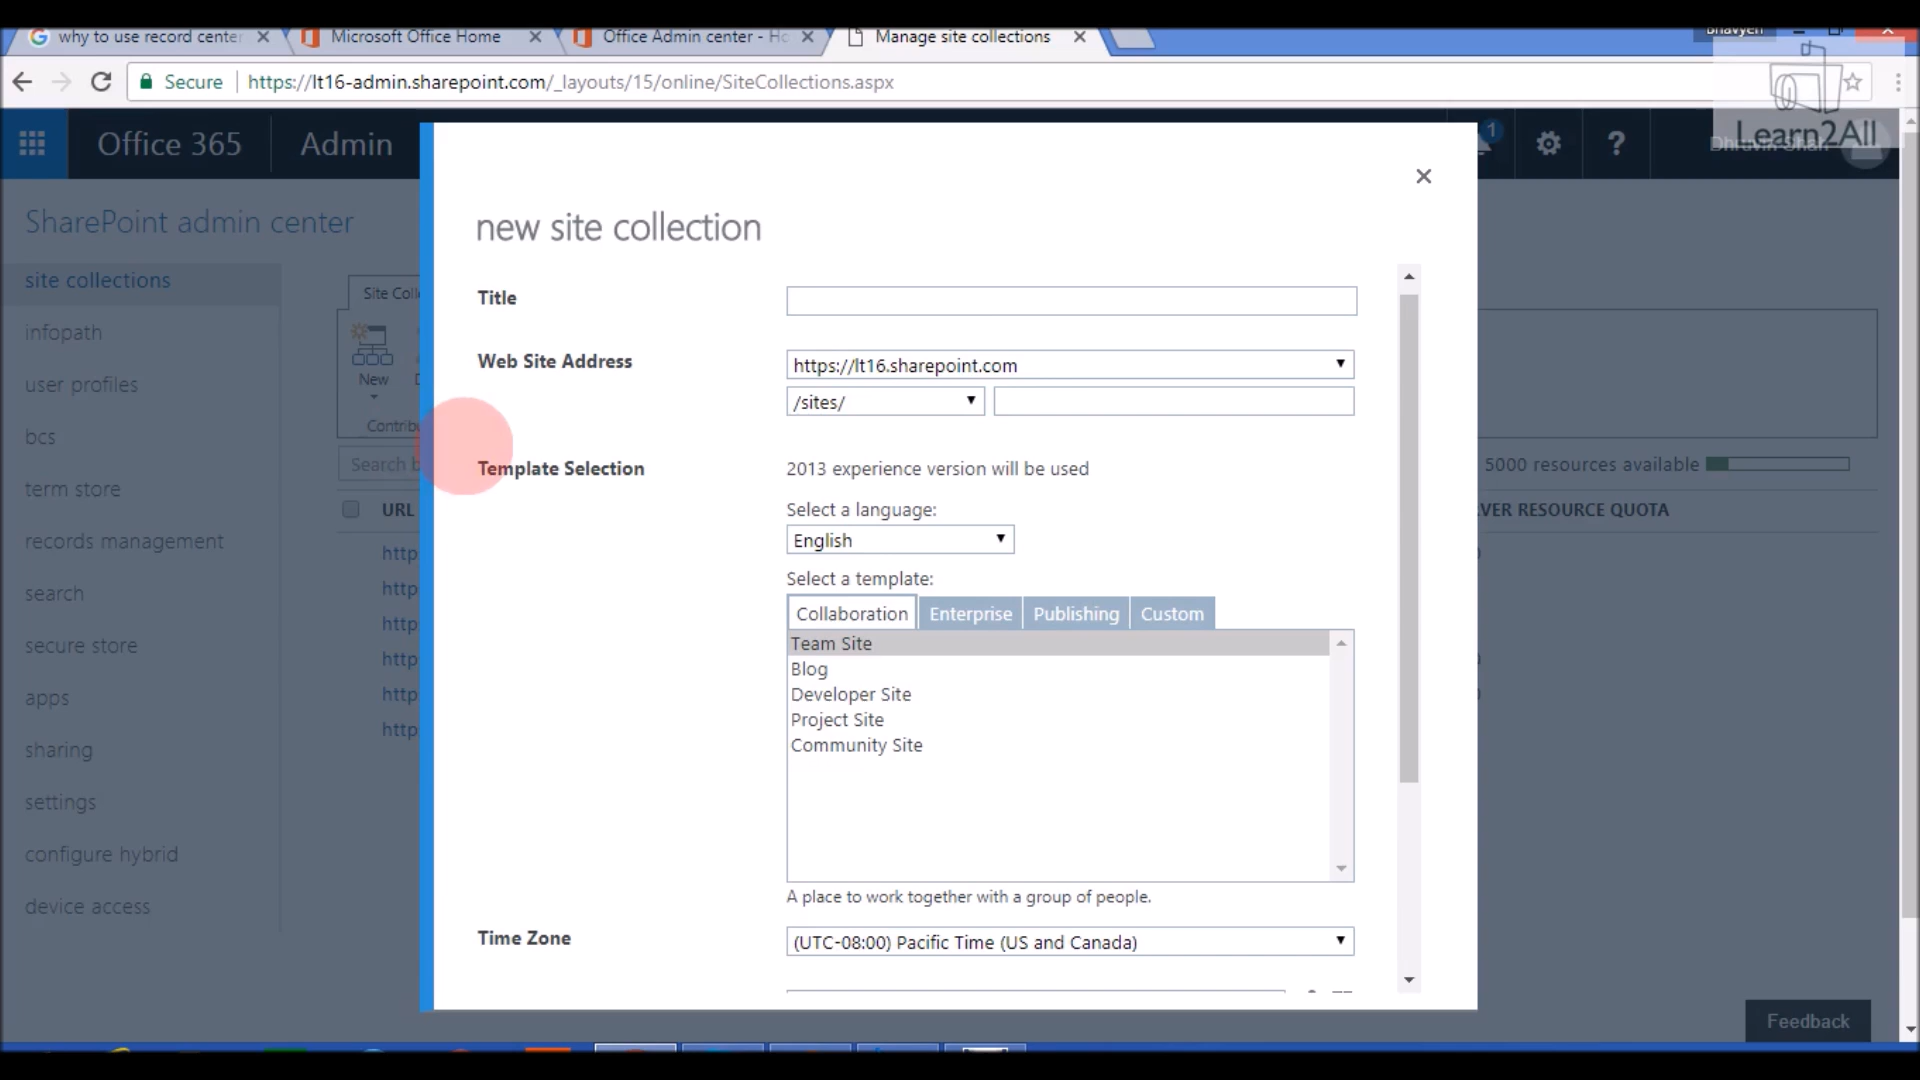 why to use record center
Microsoft Office Home
Office Admin center - Ho
Manage site collections
Bhavyen
Secure
https://lt16-admin.sharepoint.com/_layouts/15/online/SiteCollections.aspx
Learn2All
Office 365
Admin
1
?
SharePoint admin center
site collections
infopath
user profiles
bcs
term store
records management
search
secure store
apps
sharing
settings
configure hybrid
device access
Site Coll
New
Contribu
Search b
URL
http
http
http
http
http
http
new site collection
Title
Web Site Address
https://lt16.sharepoint.com
/sites/
Template Selection
2013 experience version will be used
Select a language:
English
Select a template:
Collaboration
Enterprise
Publishing
Custom
Team Site
Blog
Developer Site
Project Site
Community Site
A place to work together with a group of people.
Time Zone
(UTC-08:00) Pacific Time (US and Canada)
5000 resources available
VER RESOURCE QUOTA
Feedback